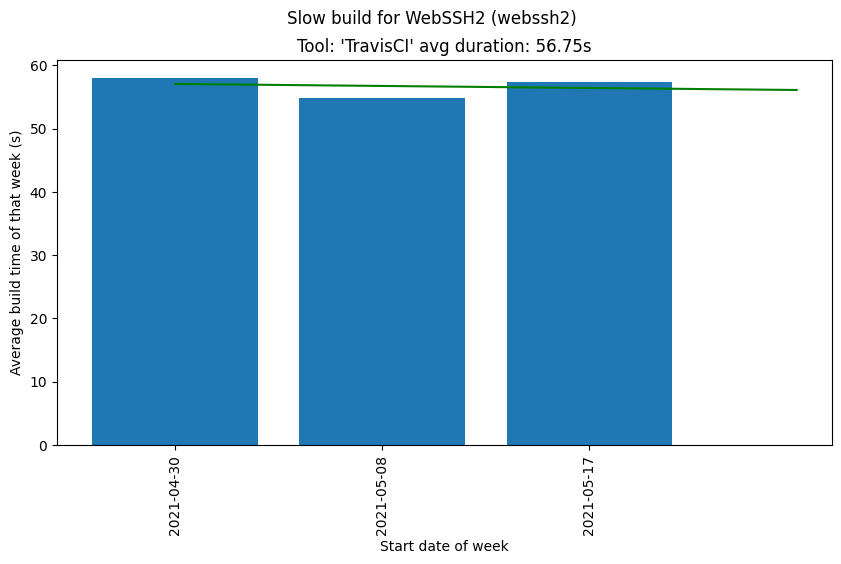 Slow build for WebSSH2 (webssh2)
Tool: 'TravisCI' avg duration: 56.75s
Average build time of that week (s)
60
50
40
30
20
10
0
2021-04-30
2021-05-08
2021-05-17
Start date of week